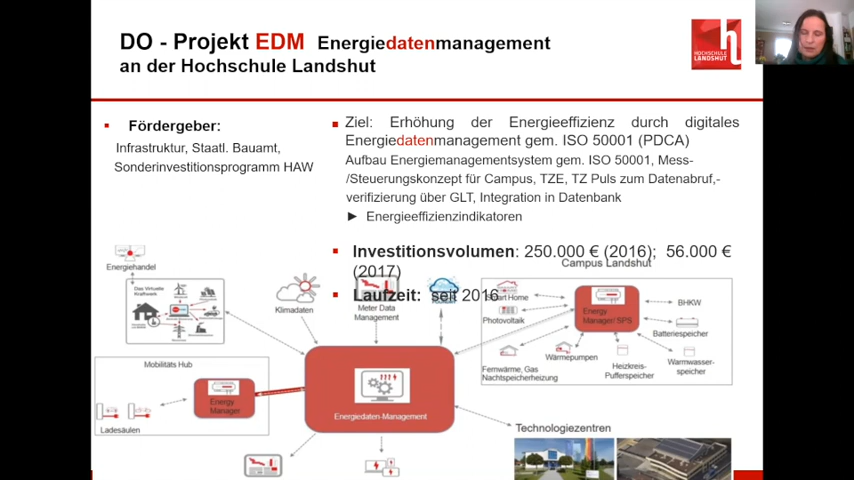 DO - Projekt EDM Energiedatenmanagement
an der Hochschule Landshut
HOCHSCHULE
LANDSHUT
Fördergeber:
Infrastruktur, Staatl. Bauamt,
Sonderinvestitionsprogramm HAW
Ziel: Erhöhung der Energieeffizienz durch digitales
Energiedatenmanagement gem. ISO 50001 (PDCA)
Aufbau Energiemanagementsystem gem. ISO 50001, Mess-
/Steuerungskonzept für Campus, TZE, TZ Puls zum Datenabruf,-
verifizierung über GLT, Integration in Datenbank
► Energieeffizienzindikatoren
Investitionsvolumen: 250.000 € (2016); 56.000 €
(2017)
Laufzeit: seit 2016
Energiehandel
Das Virtuelle
Kraftwerk
Klimadaten
Meter Data
Management
Campus Landshut
Smart Home
Photovoltaik
Energy
Manager/ SPS
BHKW
Batteriespeicher
Wärmepumpen
Fernwärme, Gas
Nachtspeicherheizung
Heizkreis-
Pufferspeicher
Warmwasser-
speicher
Mobilitäts Hub
Energy
Manager
Ladesäulen
Energiedaten-Management
Technologiezentren